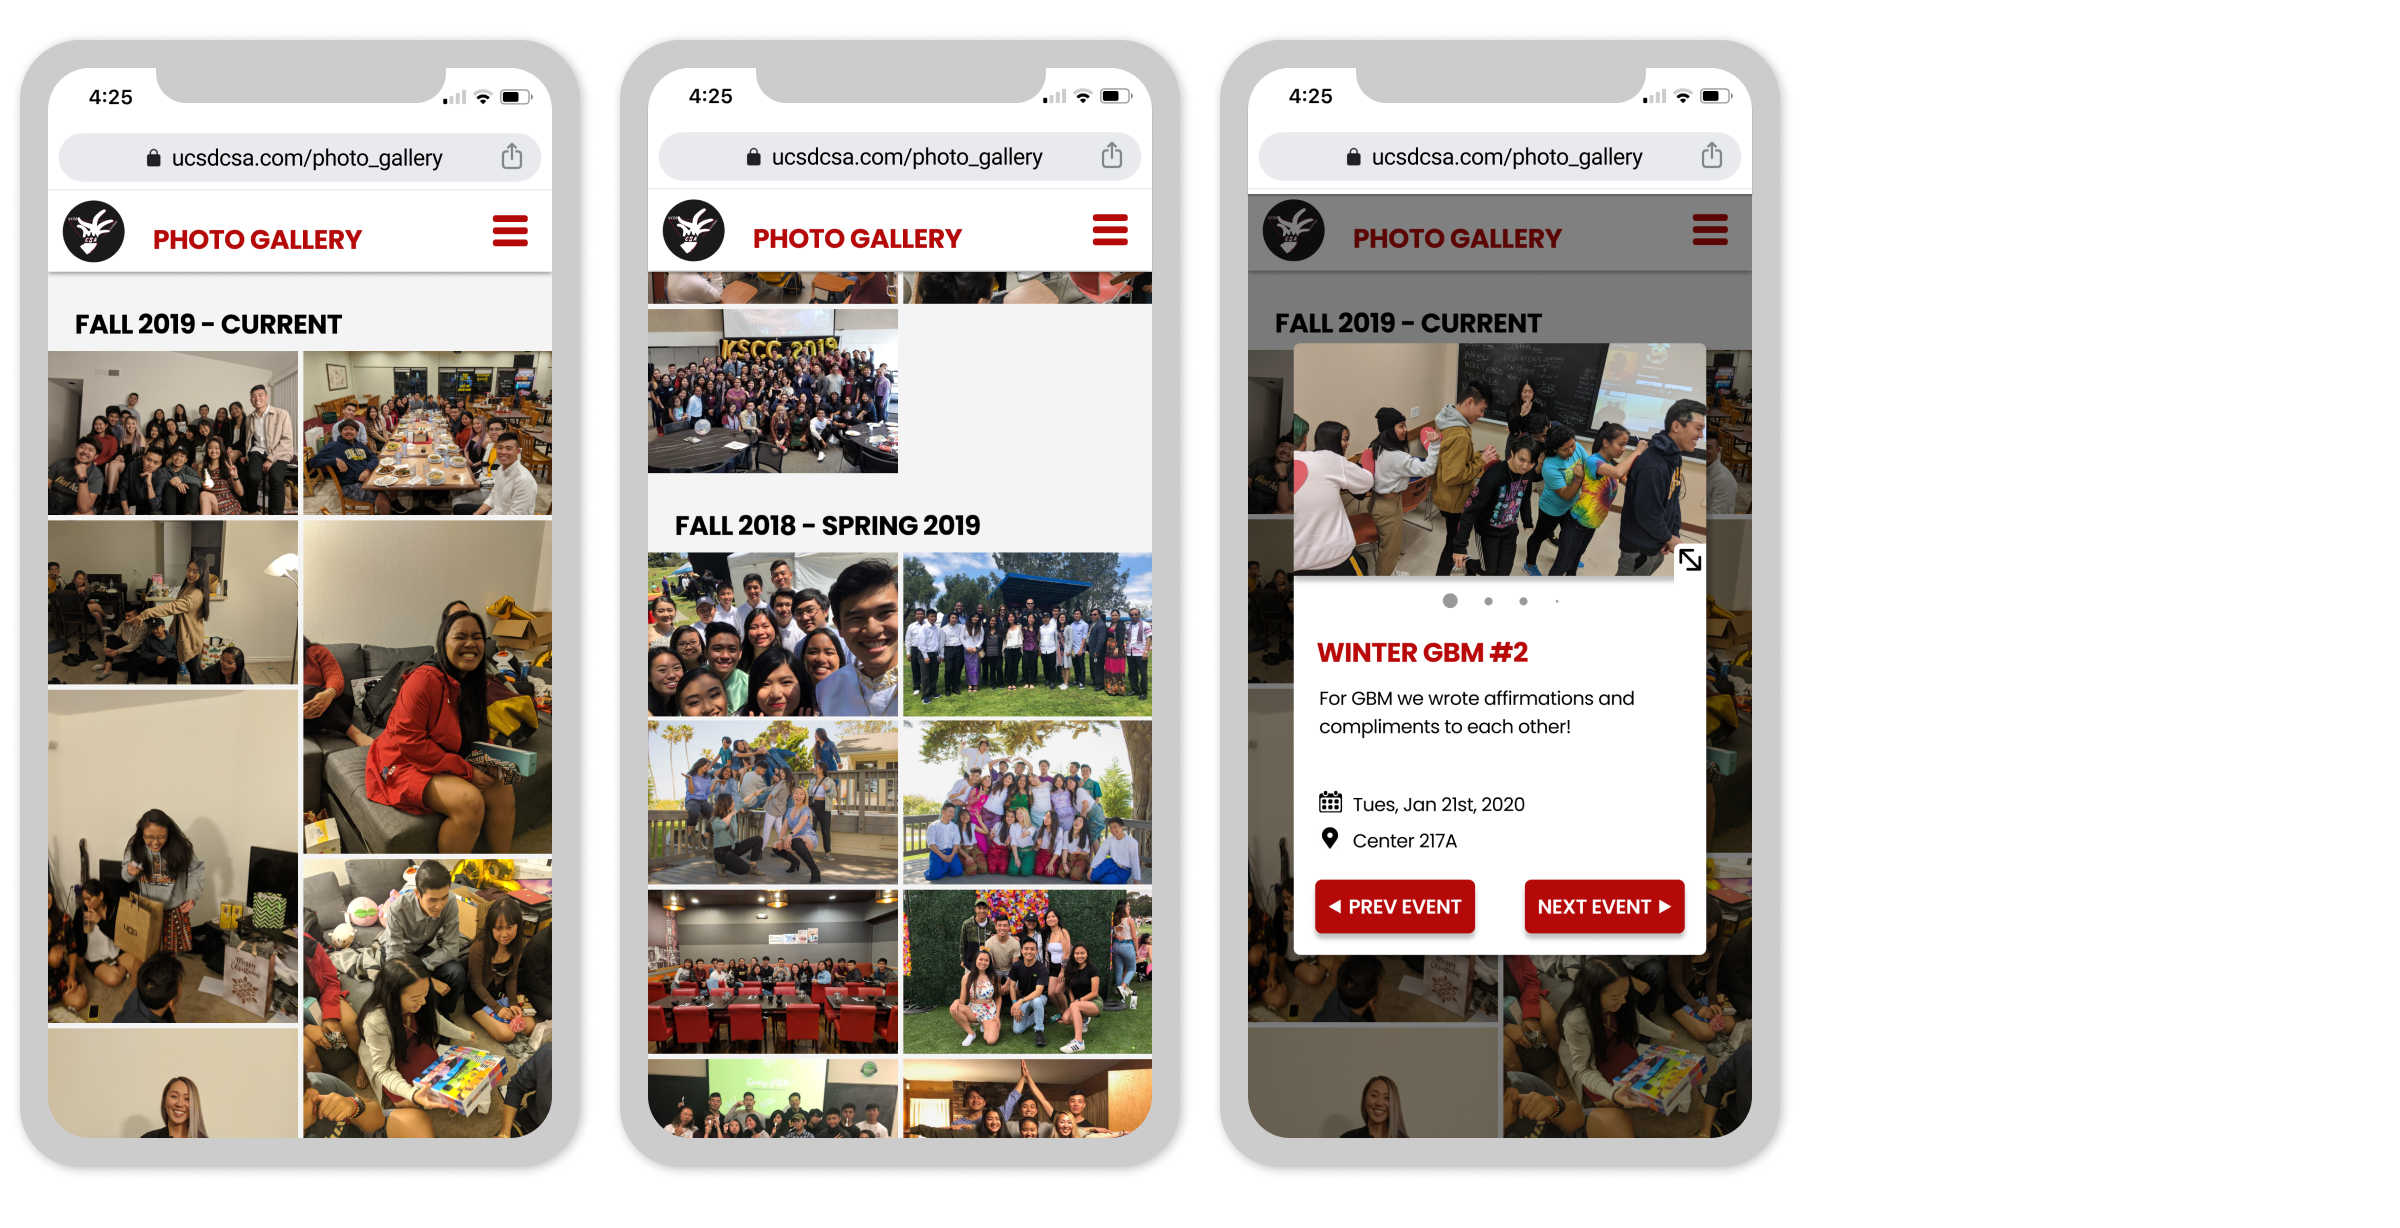 4:25
ucsdcsa.com/photo_gallery
PHOTO GALLERY
FALL 2019 - CURRENT
4:25
ucsdcsa.com/photo_gallery
PHOTO GALLERY
KSCC 2019
FALL 2018 - SPRING 2019
4:25
ucsdcsa.com/photo_gallery
PHOTO GALLERY
FALL 2019 - CURRENT
WINTER GBM #2
For GBM we wrote affirmations and
compliments to each other!
Tues, Jan 21st, 2020
Center 217A
◀ PREV EVENT
NEXT EVENT ▶